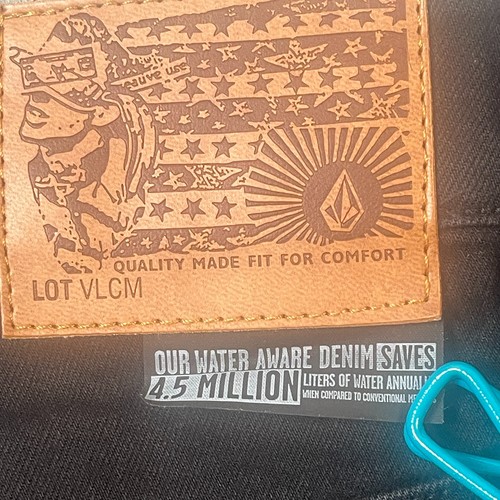 QUALITY MADE FIT FOR COMFORT
LOT VLCM
OUR WATER AWARE DENIM SAVES
4.5 MILLION
LITERS OF WATER ANNUALLY
WHEN COMPARED TO CONVENTIONAL